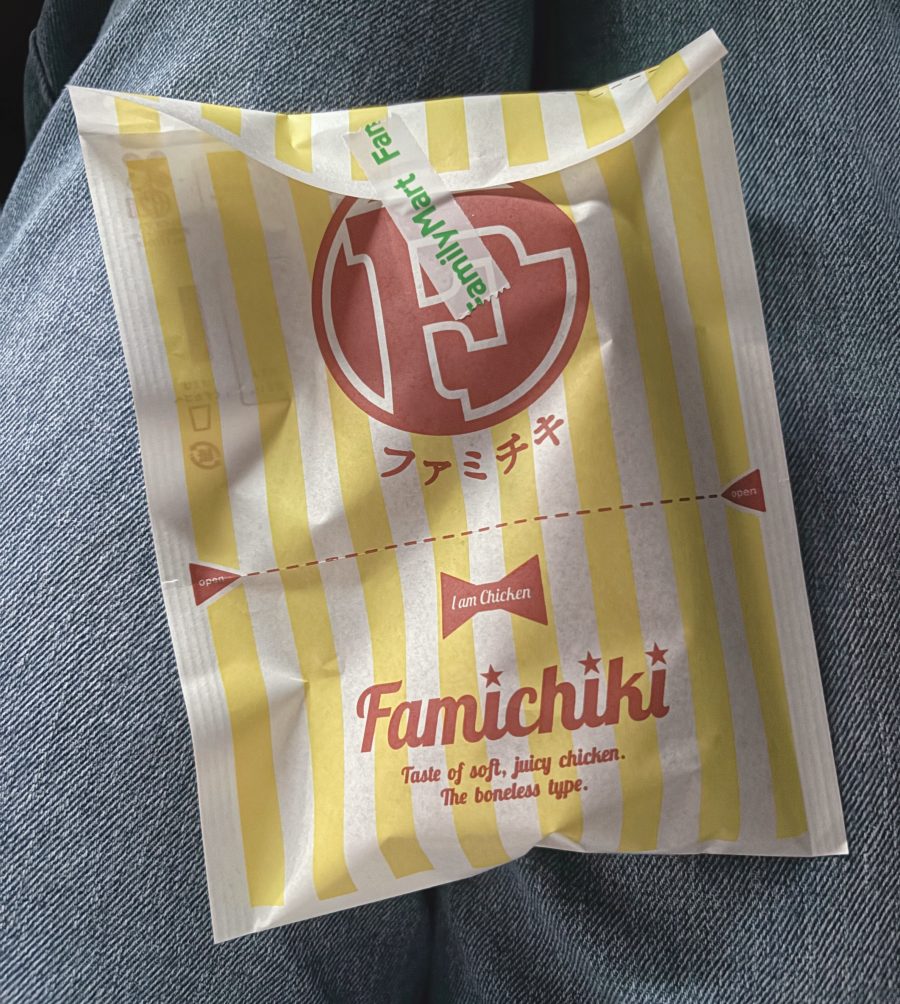 FamilyMart Fam
ファミチキ
open
open
I am Chicken
Famichiki
Taste of soft, juicy chicken.
The boneless type.